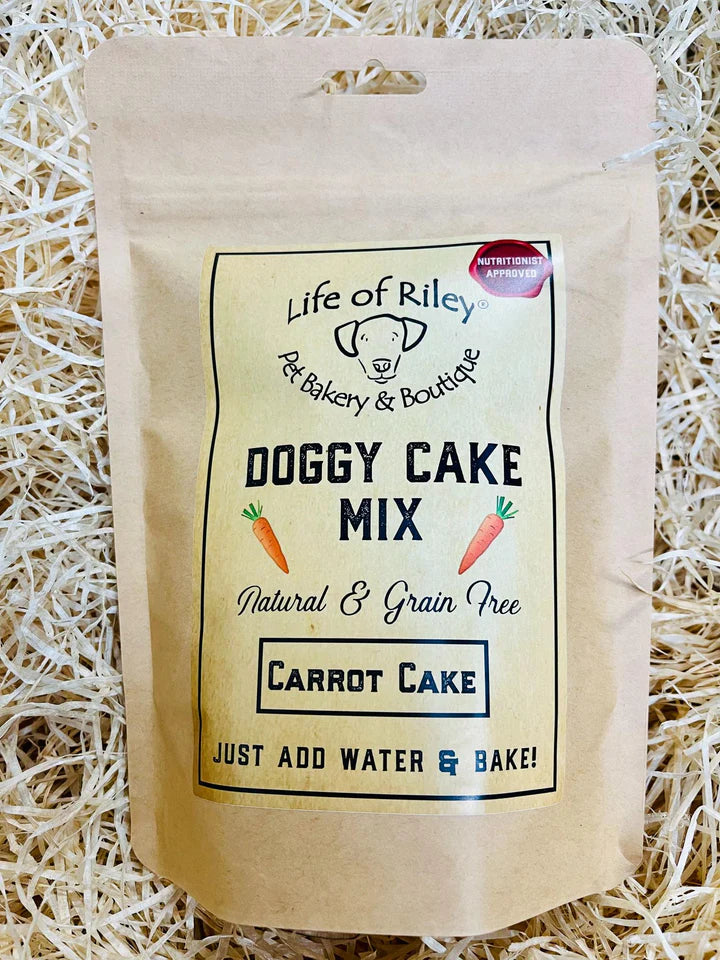 NUTRITIONIST
APPROVED
Life of Riley®
Pet Bakery & Boutique
DOGGY CAKE
MIX
Natural & Grain Free
CARROT CAKE
JUST ADD WATER & BAKE!